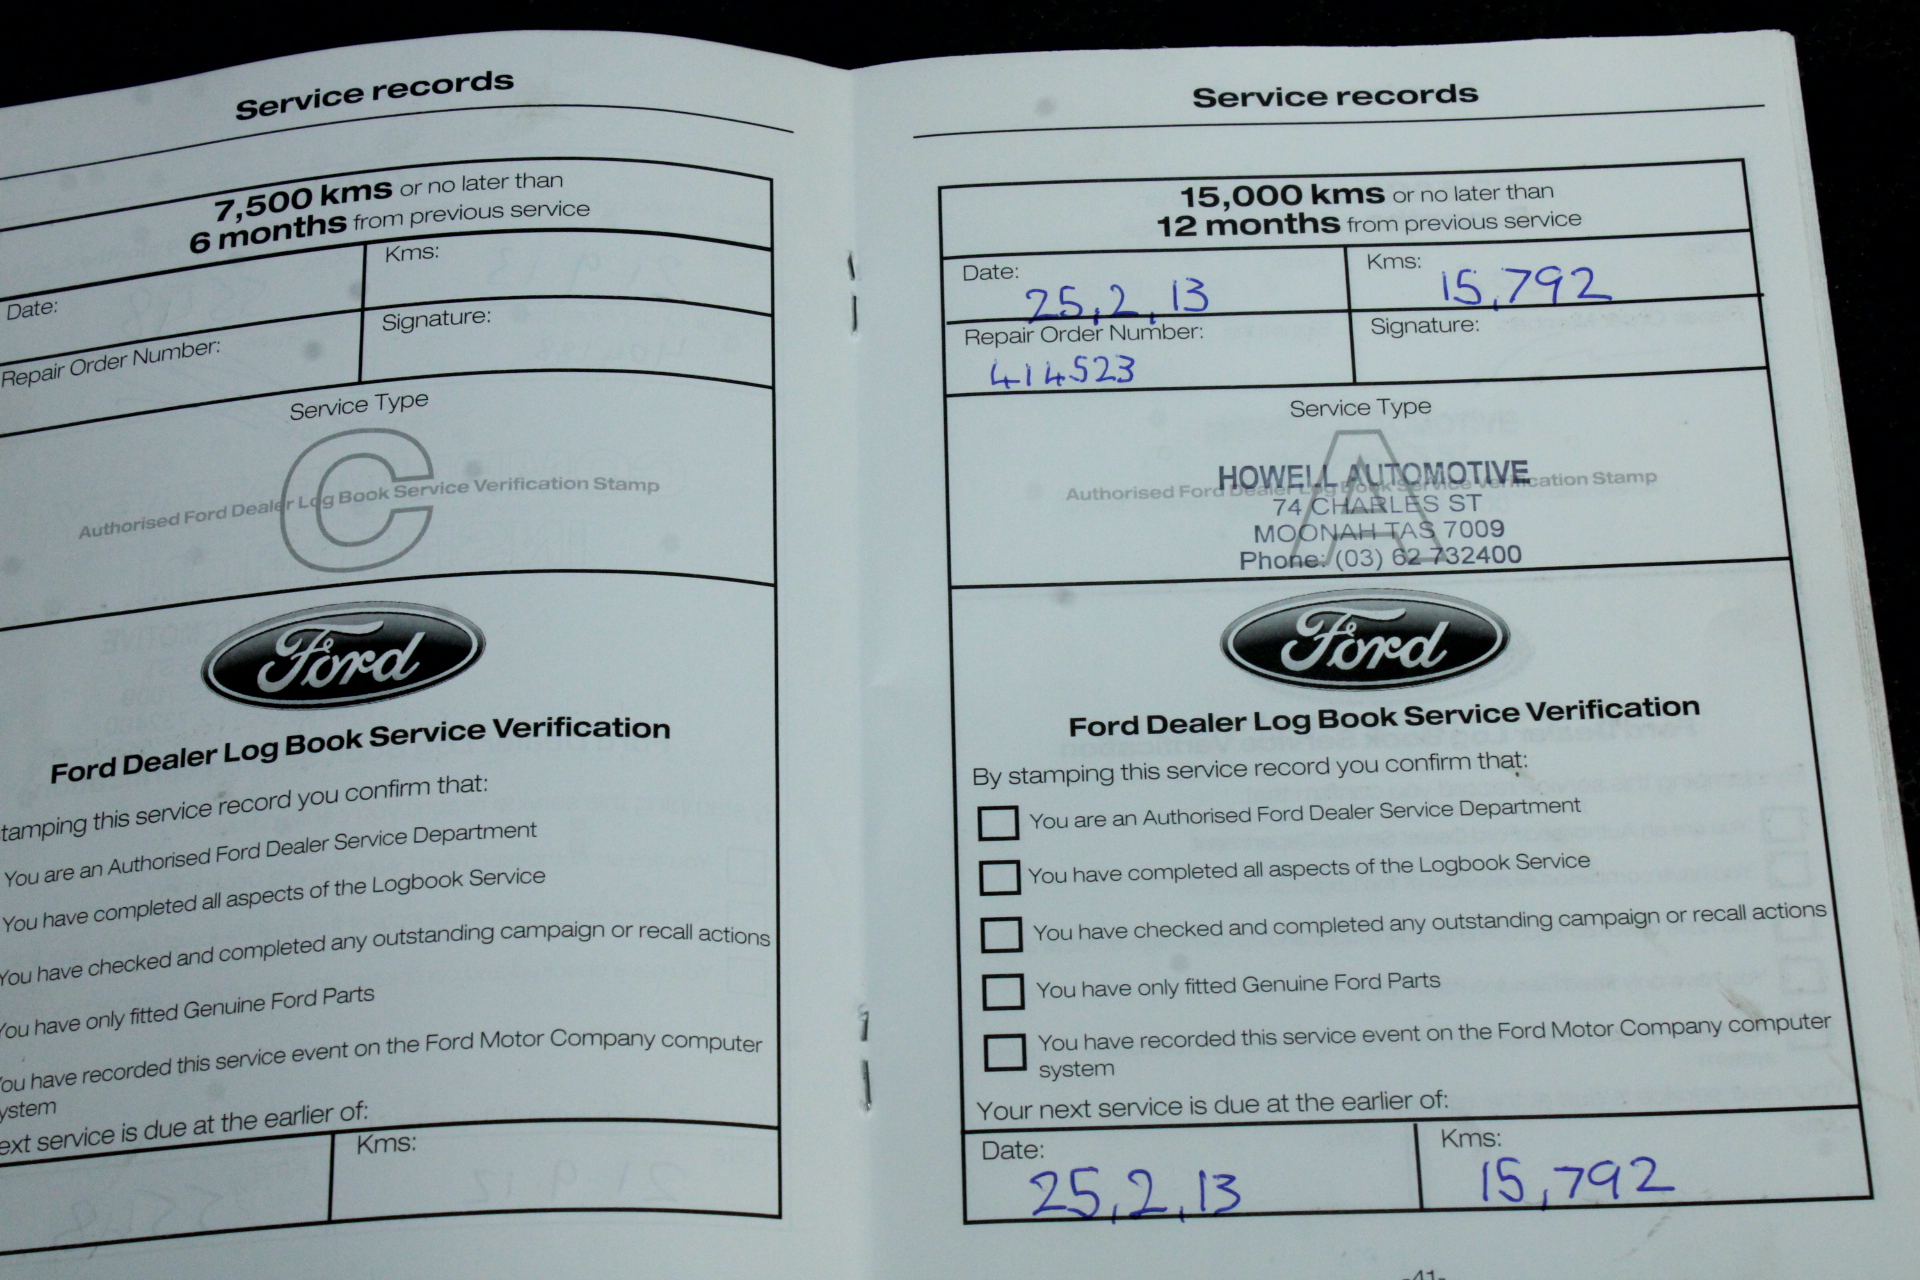 Service records
7,500 kms or no later than
6 months from previous service
Date:
Kms:
Repair Order Number:
Signature:
Service Type
C
Authorised Ford Dealer Log Book Service Verification Stamp
Ford
Ford Dealer Log Book Service Verification
tamping this service record you confirm that:
You are an Authorised Ford Dealer Service Department
You have completed all aspects of the Logbook Service
You have checked and completed any outstanding campaign or recall actions
You have only fitted Genuine Ford Parts
You have recorded this service event on the Ford Motor Company computer
ystem
ext service is due at the earlier of:
Kms:
Service records
15,000 kms or no later than
12 months from previous service
Date: 25,2,13
Kms: 15,792
Repair Order Number:
414523
Signature:
Service Type
A
Authorised Ford Dealer Log Book Service Verification Stamp
HOWELL AUTOMOTIVE
74 CHARLES ST
MOONAH TAS 7009
Phone: (03) 62 732400
Ford
Ford Dealer Log Book Service Verification
By stamping this service record you confirm that:
You are an Authorised Ford Dealer Service Department
You have completed all aspects of the Logbook Service
You have checked and completed any outstanding campaign or recall actions
You have only fitted Genuine Ford Parts
You have recorded this service event on the Ford Motor Company computer
system
Your next service is due at the earlier of:
Date: 25,2,13
Kms: 15,792
-41-